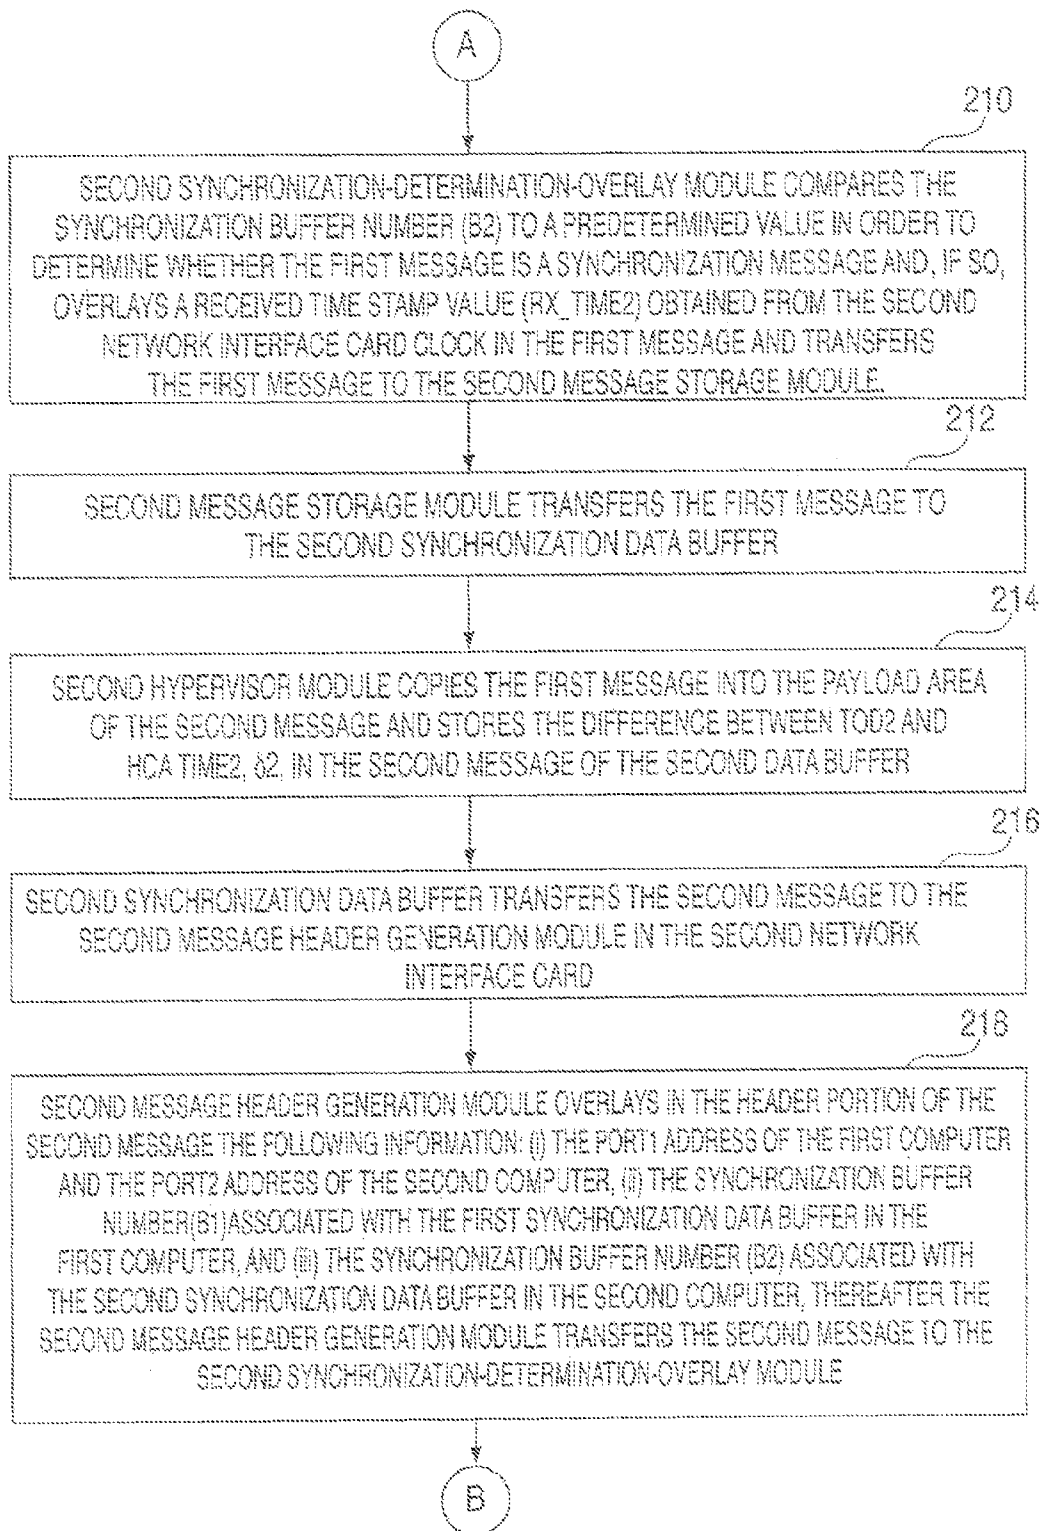 A
210
SECOND SYNCHRONIZATION-DETERMINATION-OVERLAY MODULE COMPARES THE
SYNCHRONIZATION BUFFER NUMBER (B2) TO A PREDETERMINED VALUE IN ORDER TO
DETERMINE WHETHER THE FIRST MESSAGE IS A SYNCHRONIZATION MESSAGE AND, IF SO,
OVERLAYS A RECEIVED TIME STAMP VALUE (RX_TIME2) OBTAINED FROM THE SECOND
NETWORK INTERFACE CARD CLOCK IN THE FIRST MESSAGE AND TRANSFERS
THE FIRST MESSAGE TO THE SECOND MESSAGE STORAGE MODULE.
212
SECOND MESSAGE STORAGE MODULE TRANSFERS THE FIRST MESSAGE TO
THE SECOND SYNCHRONIZATION DATA BUFFER
214
SECOND HYPERVISOR MODULE COPIES THE FIRST MESSAGE INTO THE PAYLOAD AREA
OF THE SECOND MESSAGE AND STORES THE DIFFERENCE BETWEEN TOD2 AND
HCA TIME2, δ2, IN THE SECOND MESSAGE OF THE SECOND DATA BUFFER
216
SECOND SYNCHRONIZATION DATA BUFFER TRANSFERS THE SECOND MESSAGE TO THE
SECOND MESSAGE HEADER GENERATION MODULE IN THE SECOND NETWORK
INTERFACE CARD
218
SECOND MESSAGE HEADER GENERATION MODULE OVERLAYS IN THE HEADER PORTION OF THE
SECOND MESSAGE THE FOLLOWING INFORMATION: (i) THE PORT1 ADDRESS OF THE FIRST COMPUTER
AND THE PORT2 ADDRESS OF THE SECOND COMPUTER, (ii) THE SYNCHRONIZATION BUFFER
NUMBER(B1)ASSOCIATED WITH THE FIRST SYNCHRONIZATION DATA BUFFER IN THE
FIRST COMPUTER, AND (iii) THE SYNCHRONIZATION BUFFER NUMBER (B2) ASSOCIATED WITH
THE SECOND SYNCHRONIZATION DATA BUFFER IN THE SECOND COMPUTER, THEREAFTER THE
SECOND MESSAGE HEADER GENERATION MODULE TRANSFERS THE SECOND MESSAGE TO THE
SECOND SYNCHRONIZATION-DETERMINATION-OVERLAY MODULE
B